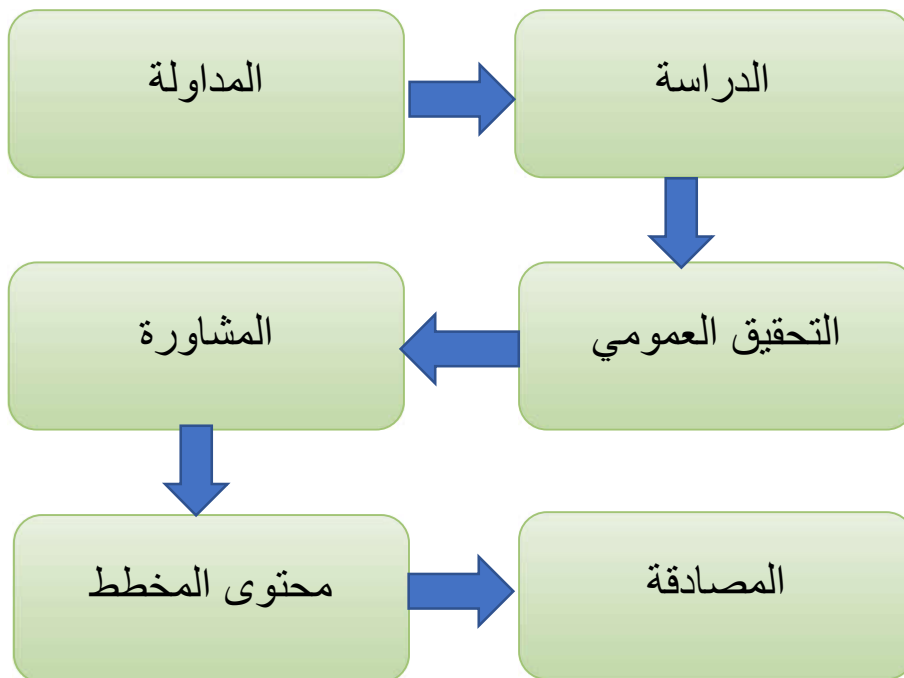 المداولة
الدراسة
التحقيق العمومي
المشاورة
محتوى المخطط
المصادقة